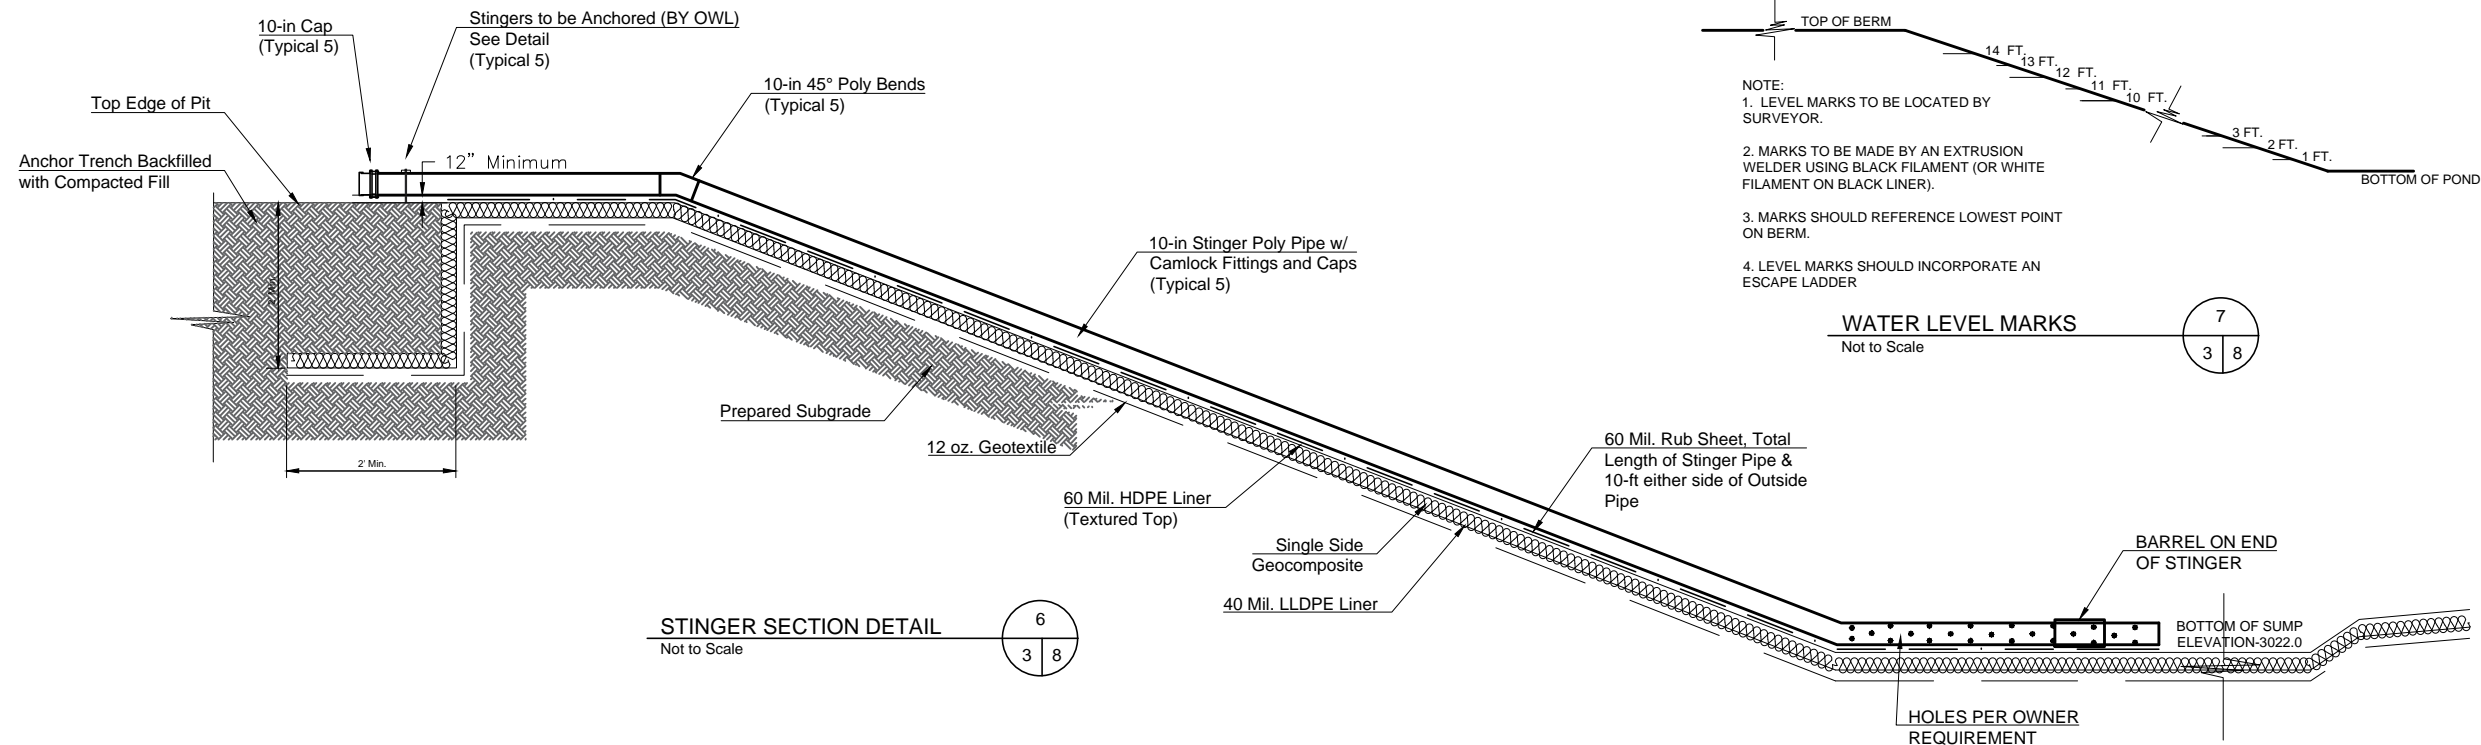 10-in Cap
(Typical 5)
Stingers to be Anchored (BY OWL)
See Detail
(Typical 5)
10-in 45° Poly Bends
(Typical 5)
Top Edge of Pit
Anchor Trench Backfilled
with Compacted Fill
12" Minimum
2' Min.
2' Min.
Prepared Subgrade
12 oz. Geotextile
10-in Stinger Poly Pipe w/
Camlock Fittings and Caps
(Typical 5)
60 Mil. HDPE Liner
(Textured Top)
Single Side
Geocomposite
40 Mil. LLDPE Liner
60 Mil. Rub Sheet, Total
Length of Stinger Pipe &
10-ft either side of Outside
Pipe
BARREL ON END
OF STINGER
BOTTOM OF SUMP
ELEVATION-3022.0
HOLES PER OWNER
REQUIREMENT
STINGER SECTION DETAIL
Not to Scale
6
3 8
TOP OF BERM
14 FT.
13 FT.
12 FT.
11 FT.
10 FT.
3 FT.
2 FT.
1 FT.
BOTTOM OF POND
NOTE:
1. LEVEL MARKS TO BE LOCATED BY
SURVEYOR.
2. MARKS TO BE MADE BY AN EXTRUSION
WELDER USING BLACK FILAMENT (OR WHITE
FILAMENT ON BLACK LINER).
3. MARKS SHOULD REFERENCE LOWEST POINT
ON BERM.
4. LEVEL MARKS SHOULD INCORPORATE AN
ESCAPE LADDER
WATER LEVEL MARKS
Not to Scale
7
3 8